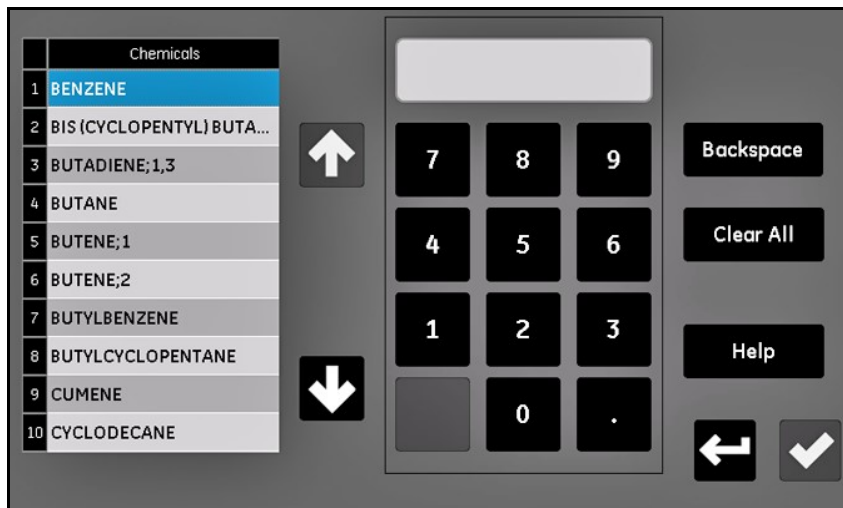 Chemicals
1 BENZENE
2 BIS (CYCLOPENTYL) BUTA...
3 BUTADIENE;1,3
4 BUTANE
5 BUTENE;1
6 BUTENE;2
7 BUTYLBENZENE
8 BUTYLCYCLOPENTANE
9 CUMENE
10 CYCLODECANE
7 8 9
4 5 6
1 2 3
0 .
Backspace
Clear All
Help